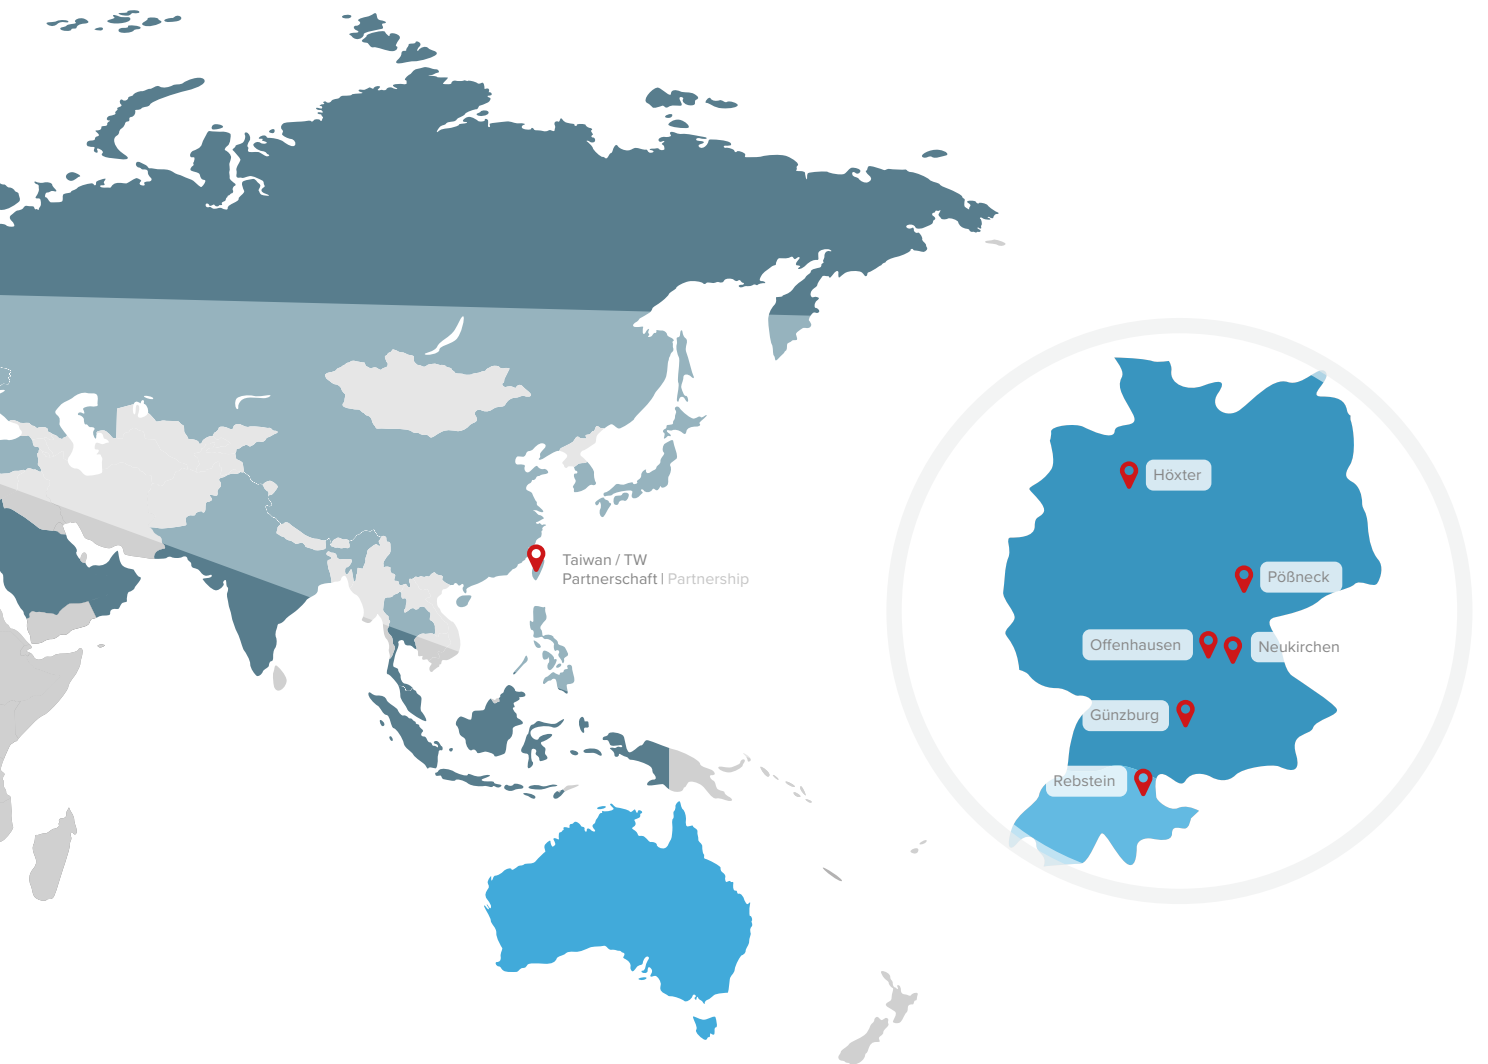 Taiwan / TW
Partnerschaft | Partnership
Höxter
Pößneck
Offenhausen
Neukirchen
Günzburg
Rebstein